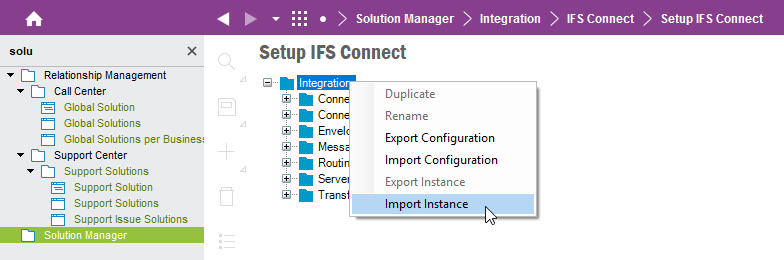 Solution Manager Integration IFS Connect Setup IFS Connect
solu
Relationship Management
Call Center
Global Solution
Global Solutions
Global Solutions per Business
Support Center
Support Solutions
Support Solution
Support Solutions
Support Issue Solutions
Solution Manager
Setup IFS Connect
Integration
Conne
Conne
Envelo
Messa
Routin
Server
Transf
Duplicate
Rename
Export Configuration
Import Configuration
Export Instance
Import Instance